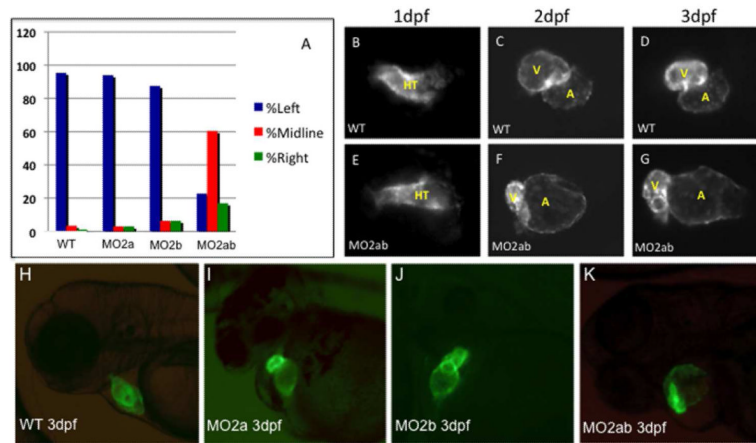 120
100
80
60
40
20
0
A
%Left
%Midline
%Right
WT
MO2a
MO2b
MO2ab
1dpf
2dpf
3dpf
B
HT
WT
C
V
A
WT
D
V
A
WT
E
HT
MO2ab
F
V
A
MO2ab
G
V
A
MO2ab
H
WT 3dpf
I
MO2a 3dpf
J
MO2b 3dpf
K
MO2ab 3dpf